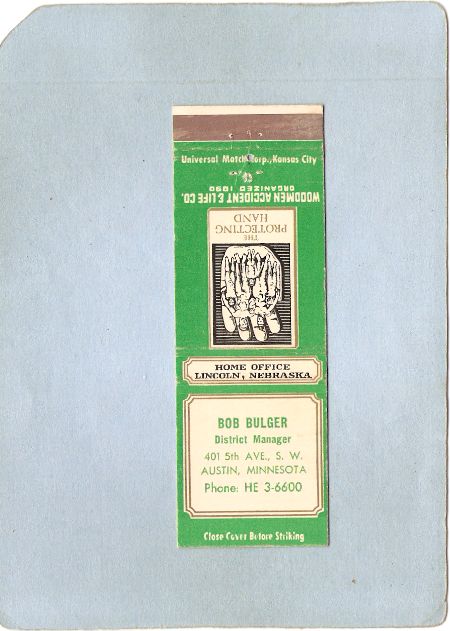 Universal Match Corp., Kansas City
WOODMEN ACCIDENT & LIFE CO.
ORGANIZED 1890
THE
PROTECTING
HAND
HOME OFFICE
LINCOLN, NEBRASKA
BOB BULGER
District Manager
401 5th AVE., S. W.
AUSTIN, MINNESOTA
Phone: HE 3-6600
Close Cover Before Striking